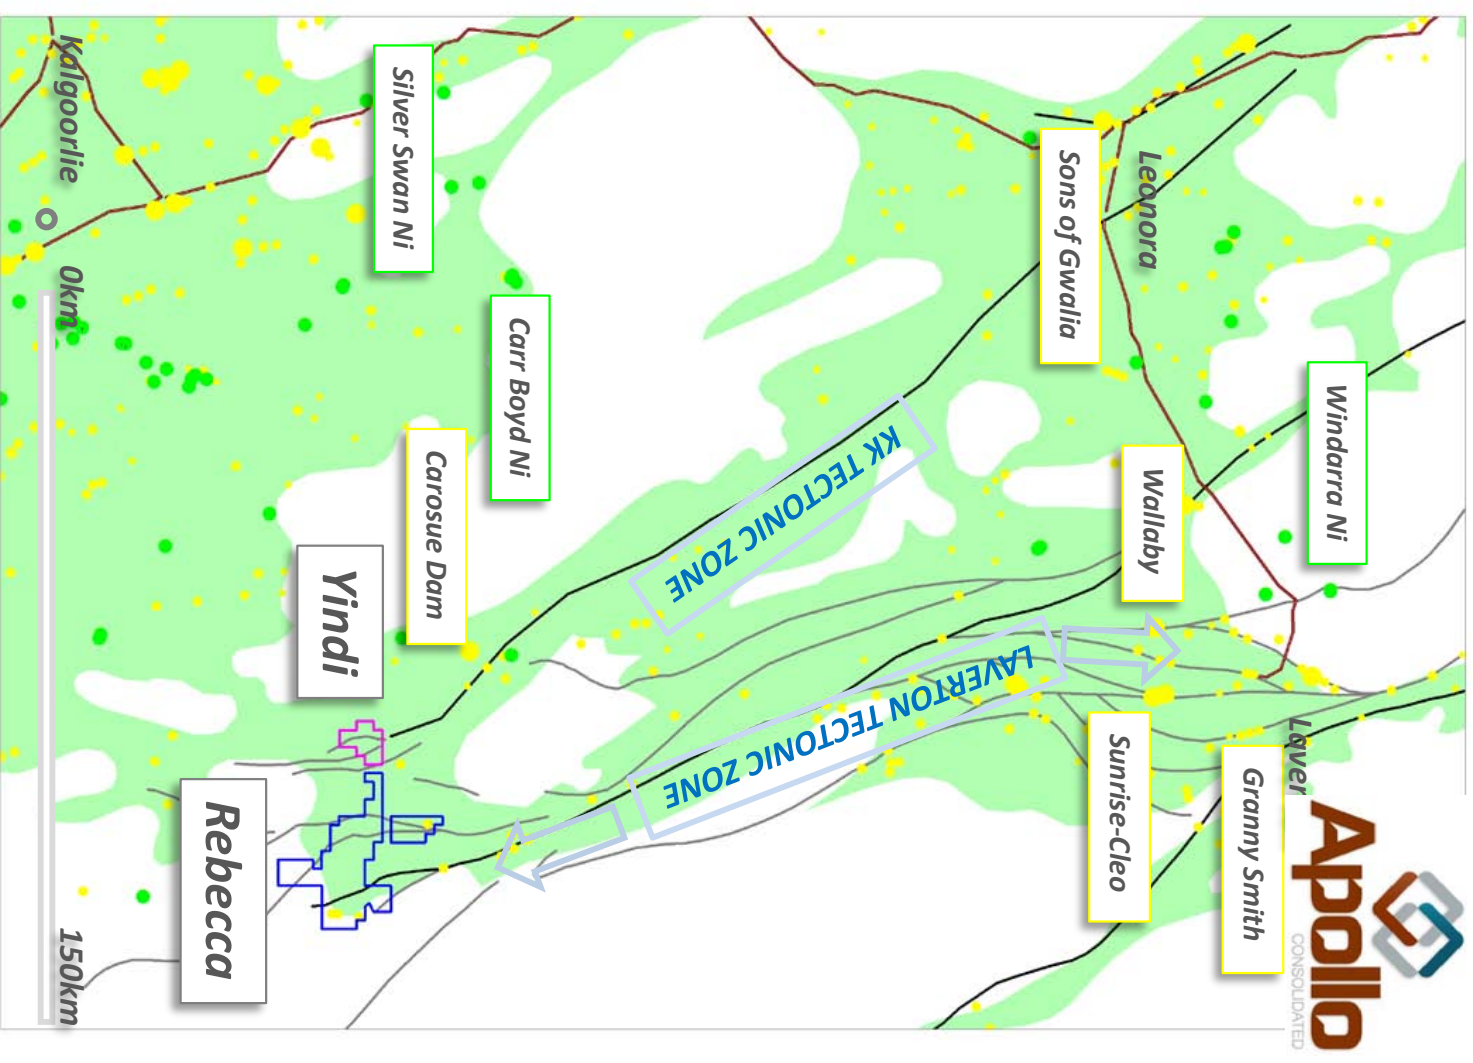 Apollo
CONSOLIDATED
Windarra Ni
Laver
Granny Smith
Leonora
Wallaby
Sunrise-Cleo
Sons of Gwalia
KK TECTONIC ZONE
LAVERTON TECTONIC ZONE
Carr Boyd Ni
Carosue Dam
Silver Swan Ni
Yindi
Rebecca
Kalgoorlie
0km
150km